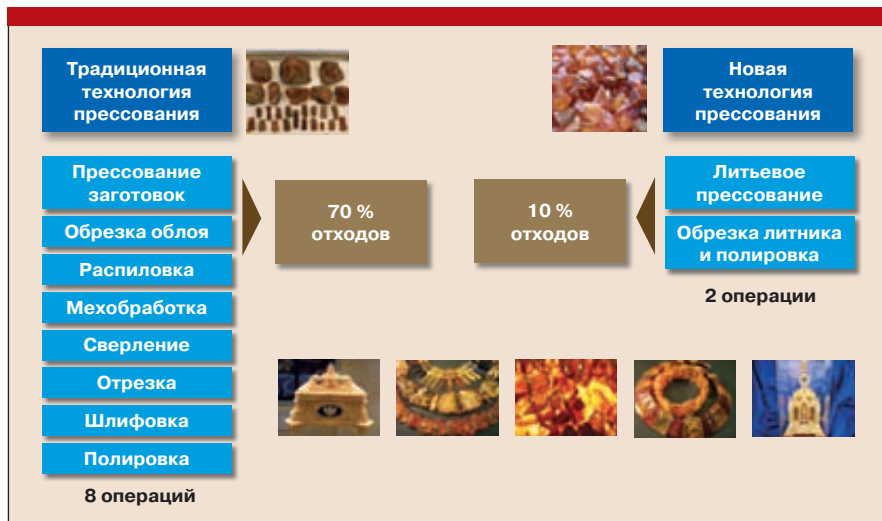 Традиционная
технология
прессования
Новая
технология
прессования
Прессование
заготовок
Обрезка облоя
Распиловка
Мехобработка
Сверление
Отрезка
Шлифовка
Полировка
8 операций
70 %
отходов
10 %
отходов
Литьевое
прессование
Обрезка литника
и полировка
2 операции